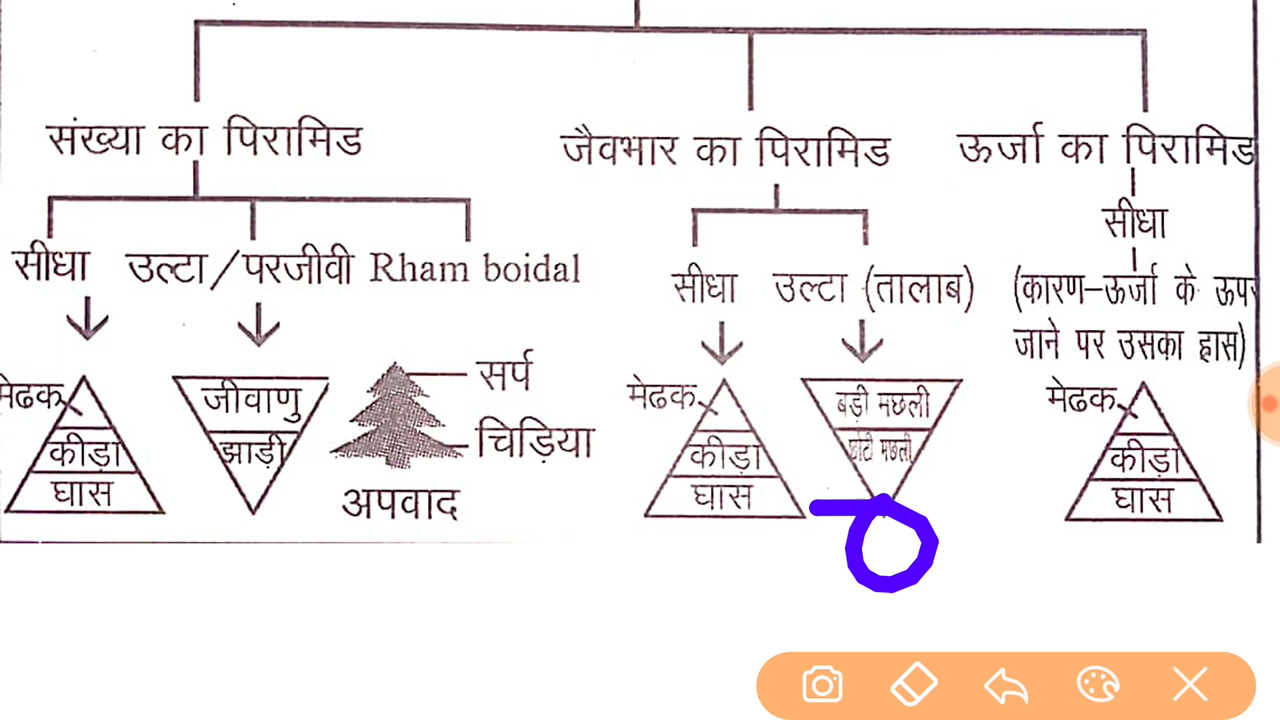 संख्या का पिरामिड
जैवभार का पिरामिड
ऊर्जा का पिरामिड
सीधा
उल्टा/परजीवी
Rham boidal
सीधा
उल्टा (तालाब)
सीधा
(कारण-ऊर्जा के ऊपर
जाने पर उसका ह्रास)
मेढक
कीड़ा
घास
जीवाणु
झाड़ी
सर्प
चिड़िया
अपवाद
मेढक
कीड़ा
घास
बड़ी मछली
छोटी मछली
मेढक
कीड़ा
घास